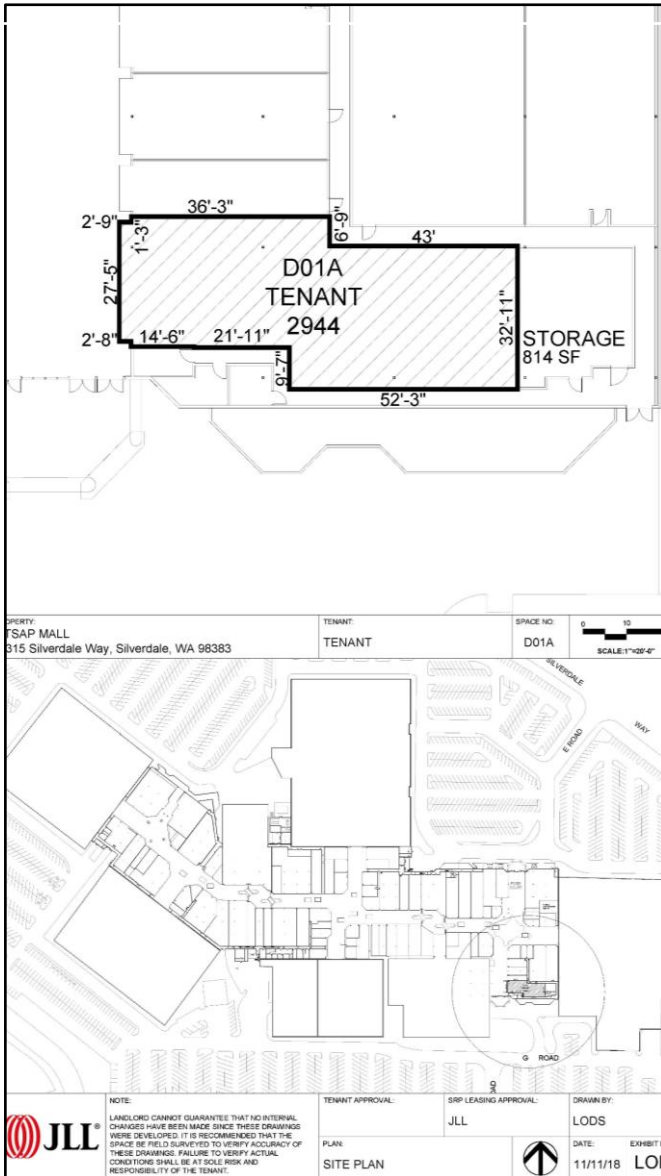 36'-3"
2'-9"
1'-3"
6'-9"
43'
D01A
TENANT
2944
27'-5"
32'-11"
2'-8"
14'-6"
21'-11"
9'-7"
STORAGE
814 SF
52'-3"
OPERTY:
TSAP MALL
315 Silverdale Way, Silverdale, WA 98383
TENANT:
TENANT
SPACE NO:
D01A
0 10
SCALE:1"=20'-0"
SILVERDALE
WAY
E ROAD
G ROAD
JLL®
NOTE:
LANDLORD CANNOT GUARANTEE THAT NO INTERNAL
CHANGES HAVE BEEN MADE SINCE THESE DRAWINGS
WERE DEVELOPED. IT IS RECOMMENDED THAT THE
SPACE BE FIELD SURVEYED TO VERIFY ACCURACY OF
THESE DRAWINGS. FAILURE TO VERIFY ACTUAL
CONDITIONS SHALL BE AT SOLE RISK AND
RESPONSIBILITY OF THE TENANT.
TENANT APPROVAL:
SRP LEASING APPROVAL:
JLL
DRAWN BY:
LODS
PLAN:
SITE PLAN
DATE:
11/11/18
EXHIBIT
LO